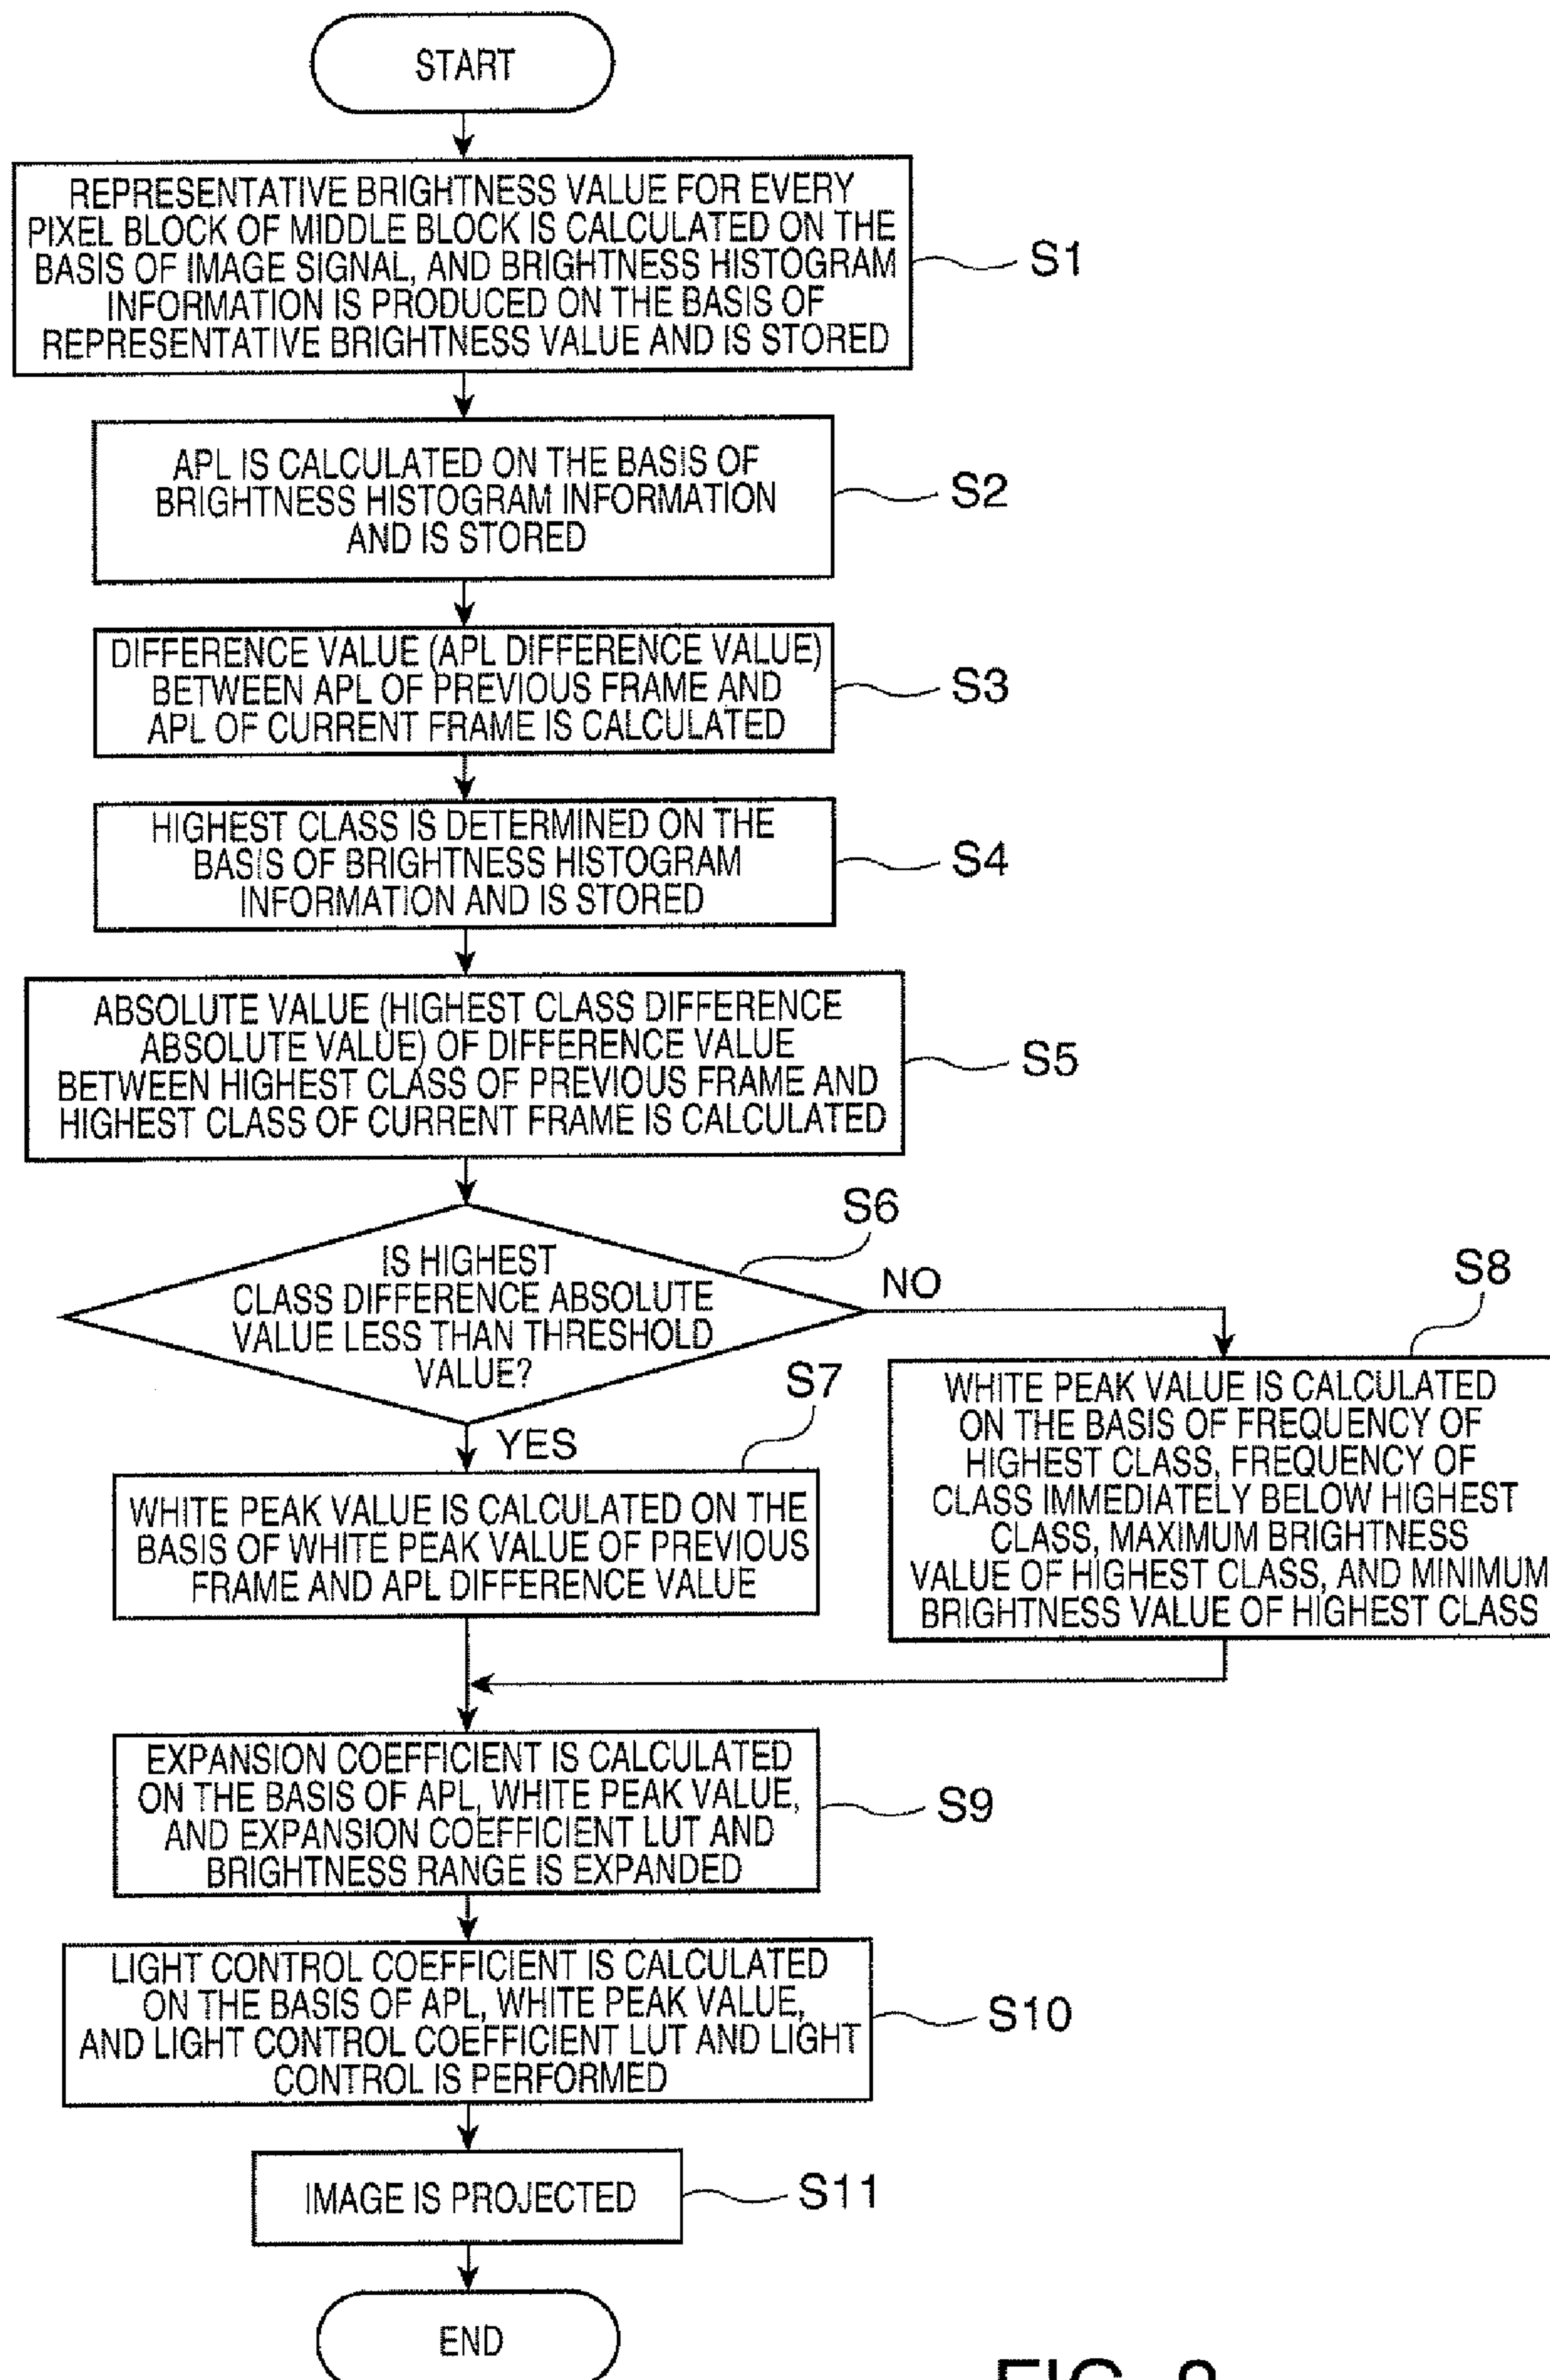 START
REPRESENTATIVE BRIGHTNESS VALUE FOR EVERY
PIXEL BLOCK OF MIDDLE BLOCK IS CALCULATED ON THE
BASIS OF IMAGE SIGNAL, AND BRIGHTNESS HISTOGRAM
INFORMATION IS PRODUCED ON THE BASIS OF
REPRESENTATIVE BRIGHTNESS VALUE AND IS STORED
S1
APL IS CALCULATED ON THE BASIS OF
BRIGHTNESS HISTOGRAM INFORMATION
AND IS STORED
S2
DIFFERENCE VALUE (APL DIFFERENCE VALUE)
BETWEEN APL OF PREVIOUS FRAME AND
APL OF CURRENT FRAME IS CALCULATED
S3
HIGHEST CLASS IS DETERMINED ON THE
BASIS OF BRIGHTNESS HISTOGRAM
INFORMATION AND IS STORED
S4
ABSOLUTE VALUE (HIGHEST CLASS DIFFERENCE
ABSOLUTE VALUE) OF DIFFERENCE VALUE
BETWEEN HIGHEST CLASS OF PREVIOUS FRAME AND
HIGHEST CLASS OF CURRENT FRAME IS CALCULATED
S5
S6
IS HIGHEST
CLASS DIFFERENCE ABSOLUTE
VALUE LESS THAN THRESHOLD
VALUE?
NO
YES
S7
WHITE PEAK VALUE IS CALCULATED ON THE
BASIS OF WHITE PEAK VALUE OF PREVIOUS
FRAME AND APL DIFFERENCE VALUE
S8
WHITE PEAK VALUE IS CALCULATED
ON THE BASIS OF FREQUENCY OF
HIGHEST CLASS, FREQUENCY OF
CLASS IMMEDIATELY BELOW HIGHEST
CLASS, MAXIMUM BRIGHTNESS
VALUE OF HIGHEST CLASS, AND MINIMUM
BRIGHTNESS VALUE OF HIGHEST CLASS
EXPANSION COEFFICIENT IS CALCULATED
ON THE BASIS OF APL, WHITE PEAK VALUE,
AND EXPANSION COEFFICIENT LUT AND
BRIGHTNESS RANGE IS EXPANDED
S9
LIGHT CONTROL COEFFICIENT IS CALCULATED
ON THE BASIS OF APL, WHITE PEAK VALUE,
AND LIGHT CONTROL COEFFICIENT LUT AND LIGHT
CONTROL IS PERFORMED
S10
IMAGE IS PROJECTED
S11
END
FIG.